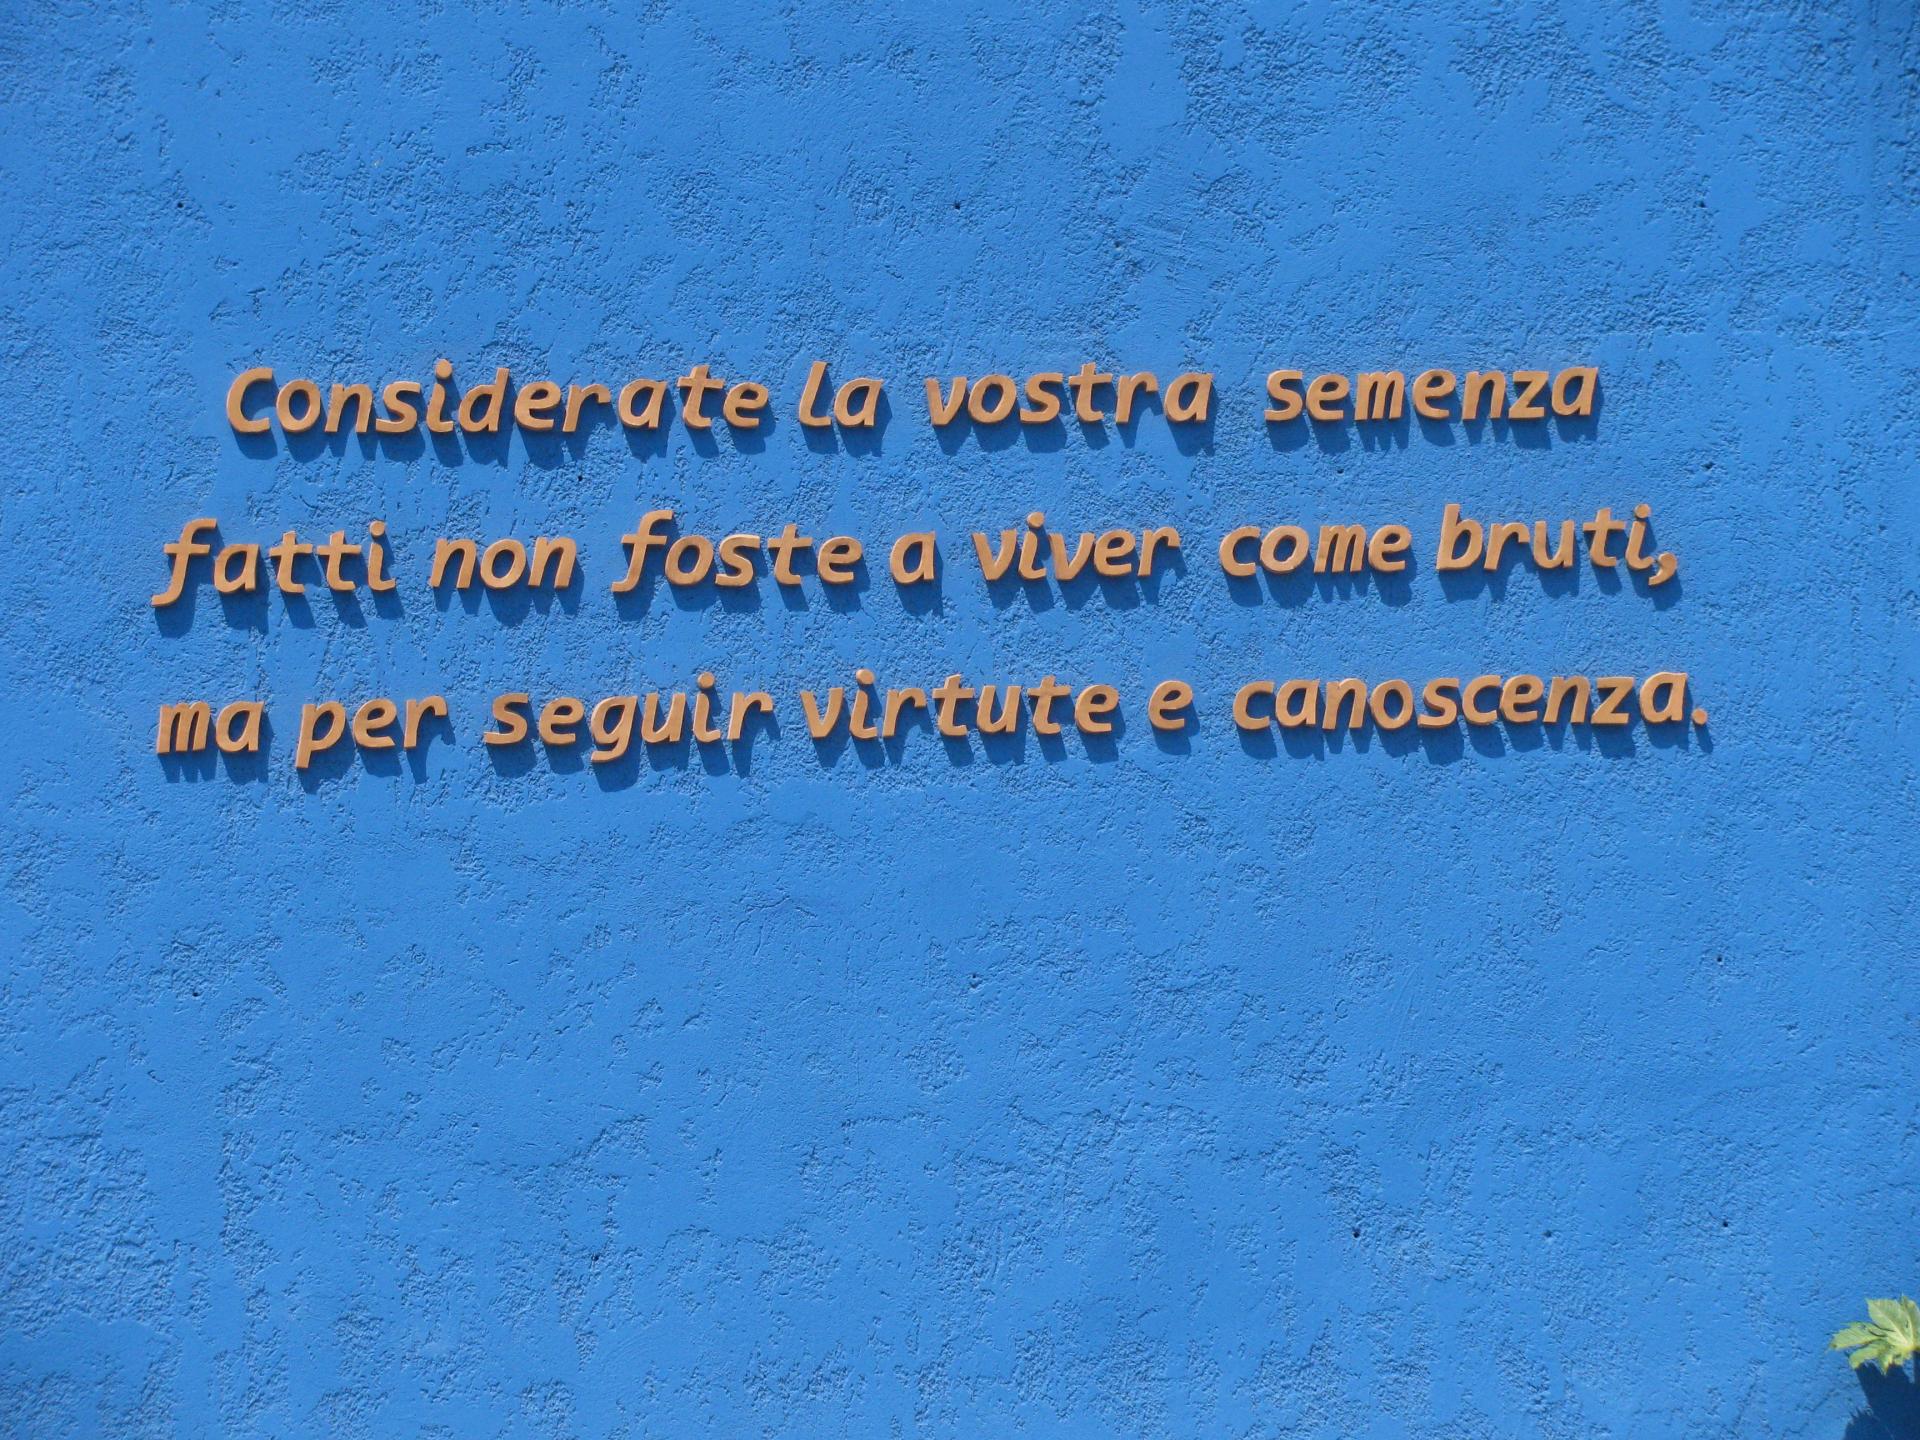 Considerate la vostra semenza
fatti non foste a viver come bruti,
ma per seguir virtute e canoscenza.